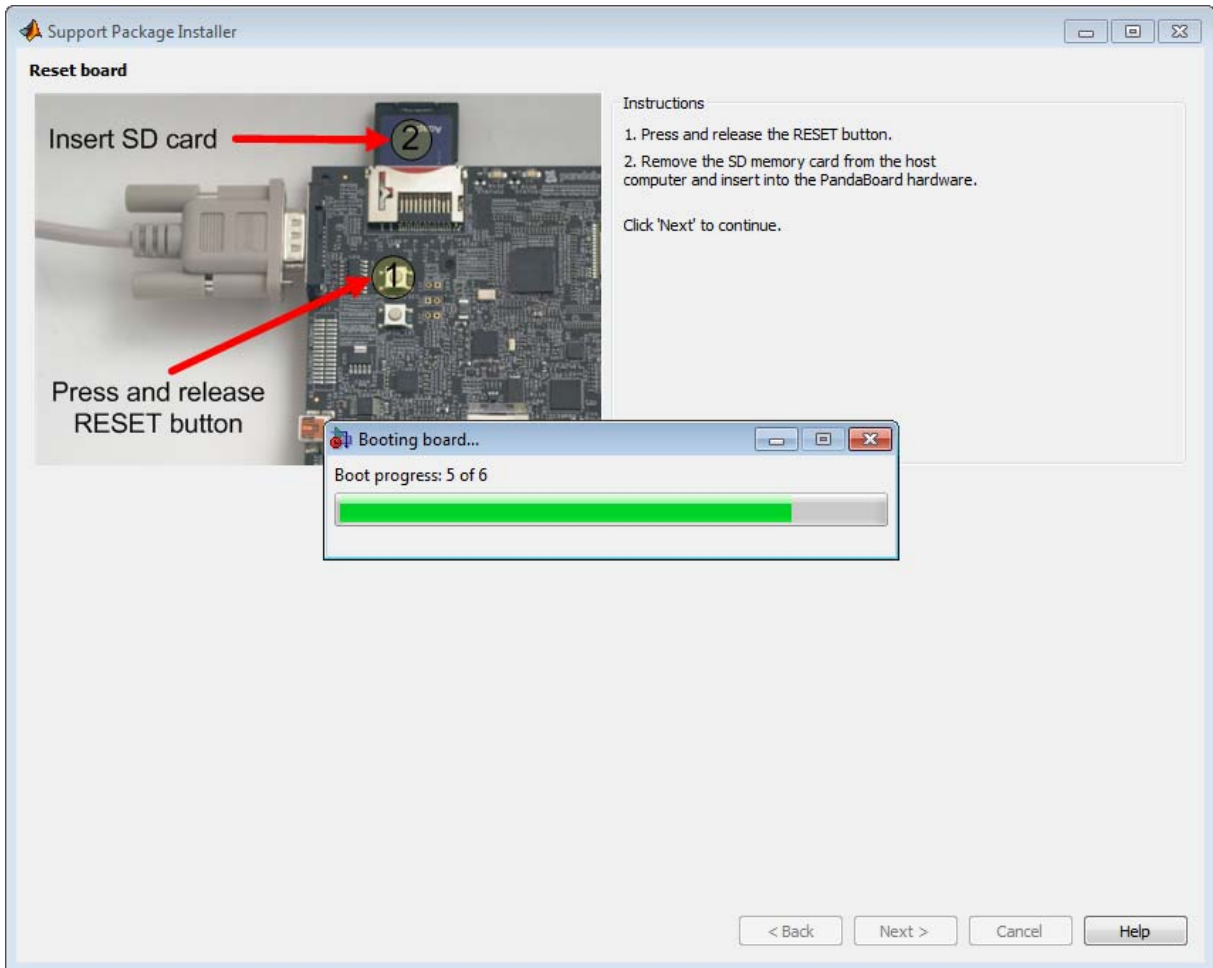 Support Package Installer
Reset board
Insert SD card
2
1
Press and release
RESET button
Instructions
1. Press and release the RESET button.
2. Remove the SD memory card from the host
computer and insert into the PandaBoard hardware.
Click 'Next' to continue.
Booting board...
Boot progress: 5 of 6
< Back
Next >
Cancel
Help